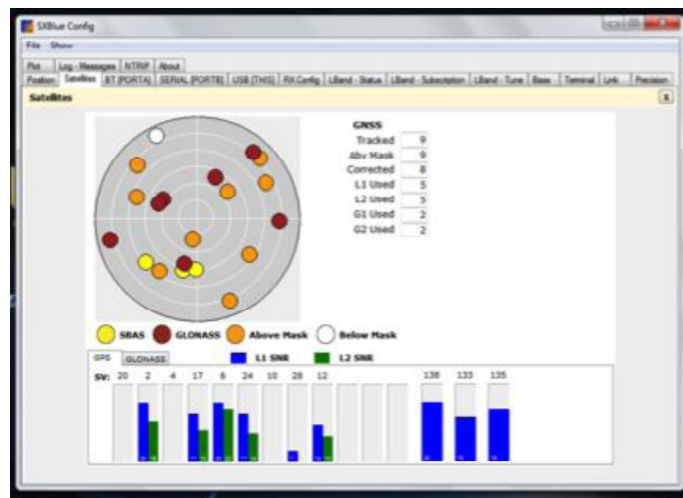 SXBlue Config
File Show
Plot Log - Messages NTRIP About
Position Satellites BT [PORTA] SERIAL [PORTB] USB [THIS] RX Config LBand - Status LBand - Subscription LBand - Tune Base Terminal Link Precision
Satellites X
GNSS
Tracked 9
Abv Mask 9
Corrected 8
L1 Used 5
L2 Used 5
G1 Used 2
G2 Used 2
SBAS GLONASS Above Mask Below Mask
GPS GLONASS L1 SNR L2 SNR
SV: 20 2 4 17 6 24 10 28 12 138 133 135